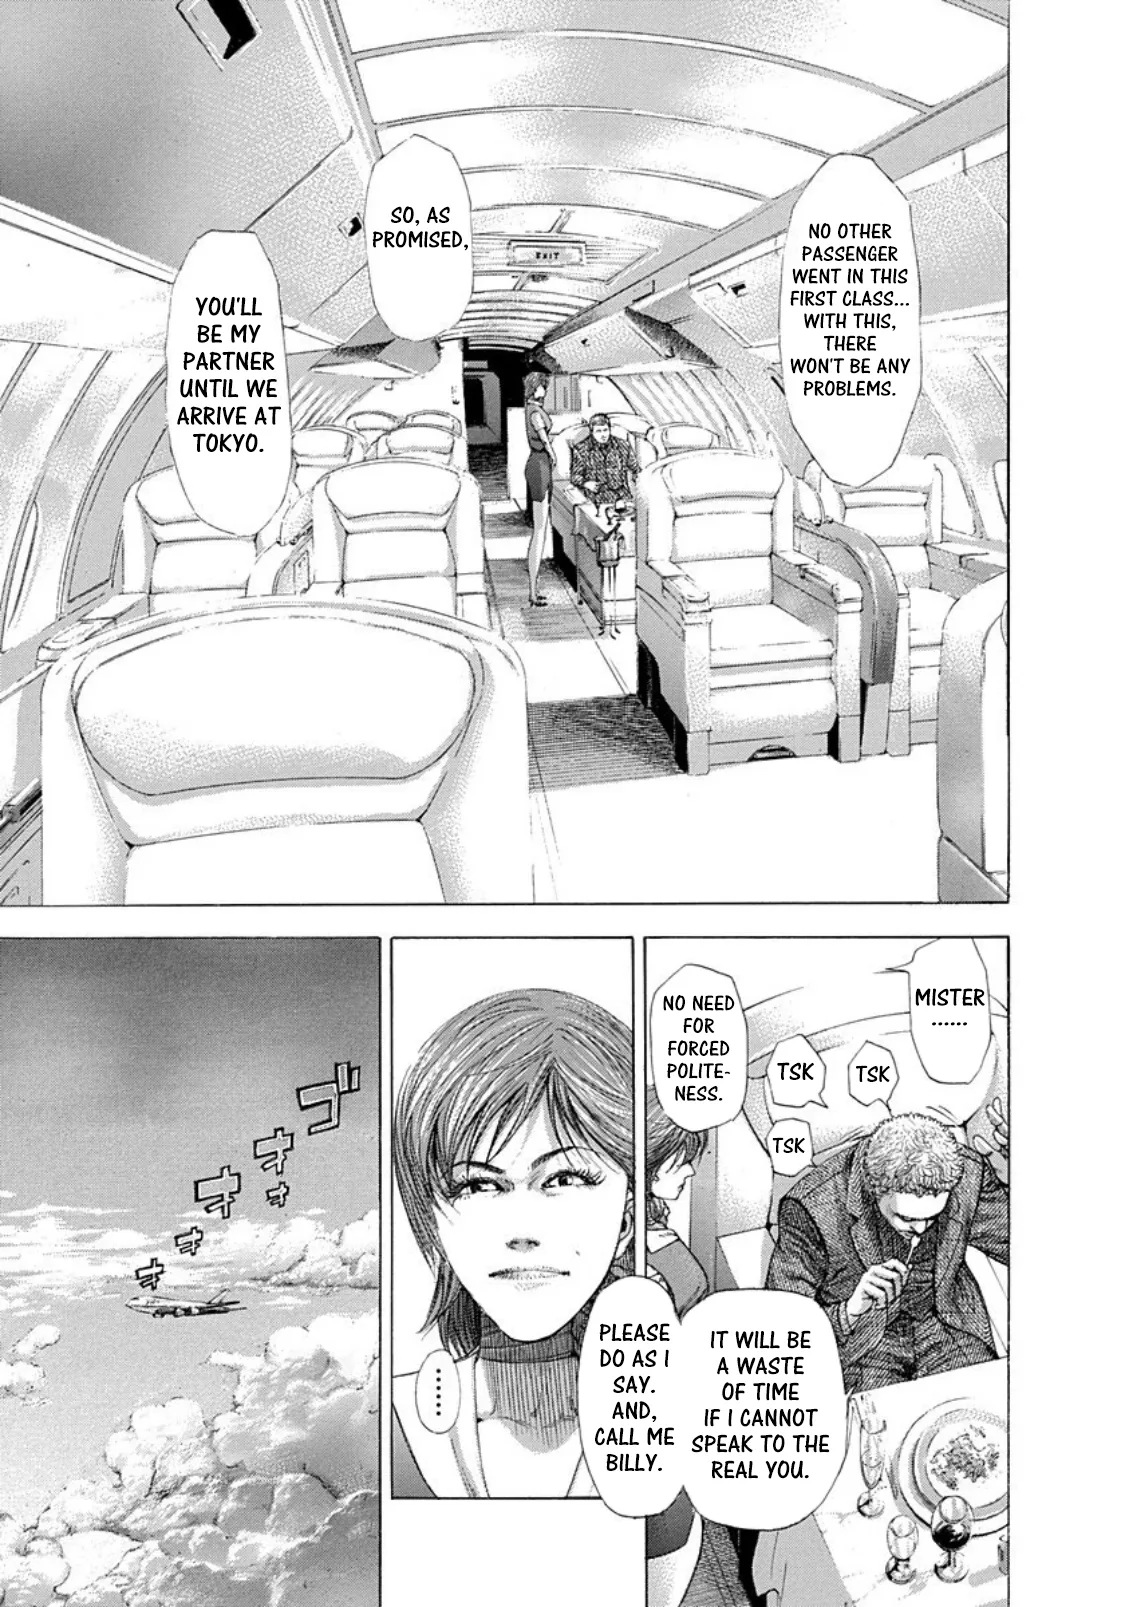 NO OTHER
PASSENGER
WENT IN THIS
FIRST CLASS...
WITH THIS,
THERE
WON'T BE ANY
PROBLEMS.
SO, AS
PROMISED,
EXIT
YOU'LL
BE MY
PARTNER
UNTIL WE
ARRIVE AT
TOKYO.
MISTER
......
TSK
TSK
TSK
NO NEED
FOR
FORCED
POLITE-
NESS.
IT WILL BE
A WASTE
OF TIME
IF I CANNOT
SPEAK TO THE
REAL YOU.
PLEASE
DO AS I
SAY.
AND,
CALL ME
BILLY.
......
ゴォォォォ